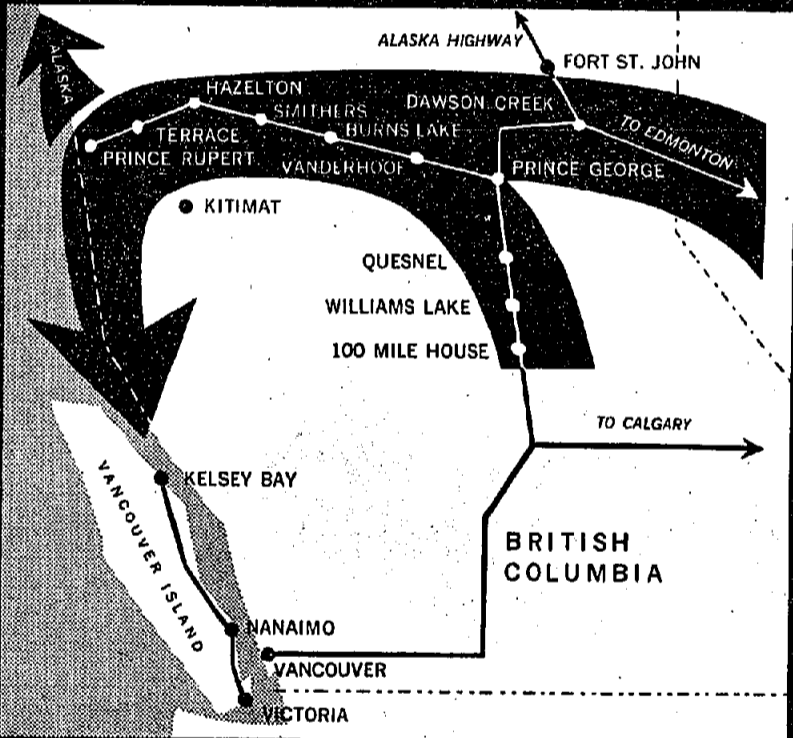 ALASKA HIGHWAY
FORT ST. JOHN
ALASKA
HAZELTON
SMITHERS
DAWSON CREEK
TERRACE
BURNS LAKE
TO EDMONTON
PRINCE RUPERT
VANDERHOOF
PRINCE GEORGE
KITIMAT
QUESNEL
WILLIAMS LAKE
100 MILE HOUSE
TO CALGARY
KELSEY BAY
VANCOUVER ISLAND
BRITISH
COLUMBIA
NANAIMO
VANCOUVER
VICTORIA